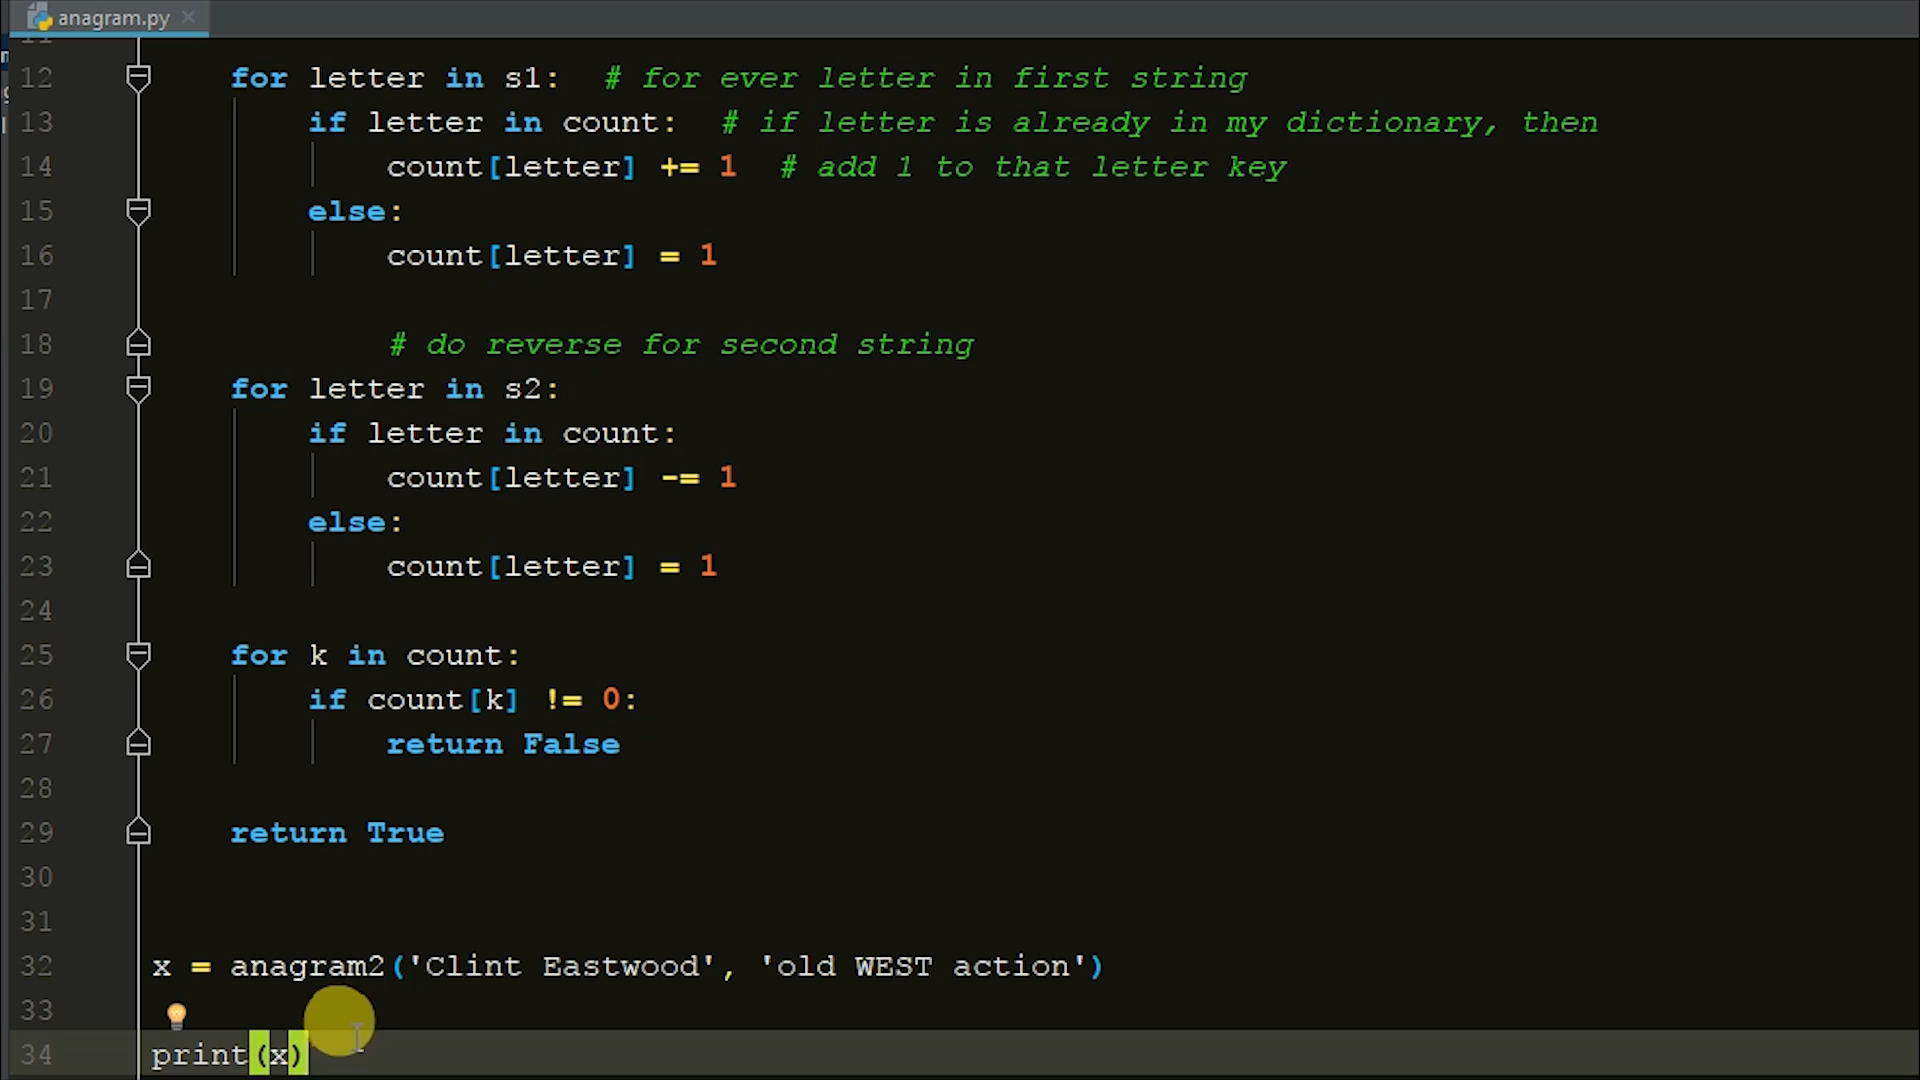 anagram.py
11
12 for letter in s1: # for ever letter in first string
13 if letter in count: # if letter is already in my dictionary, then
14 count[letter] += 1 # add 1 to that letter key
15 else:
16 count[letter] = 1
17
18 # do reverse for second string
19 for letter in s2:
20 if letter in count:
21 count[letter] -= 1
22 else:
23 count[letter] = 1
24
25 for k in count:
26 if count[k] != 0:
27 return False
28
29 return True
30
31
32 x = anagram2('Clint Eastwood', 'old WEST action')
33
34 print(x)